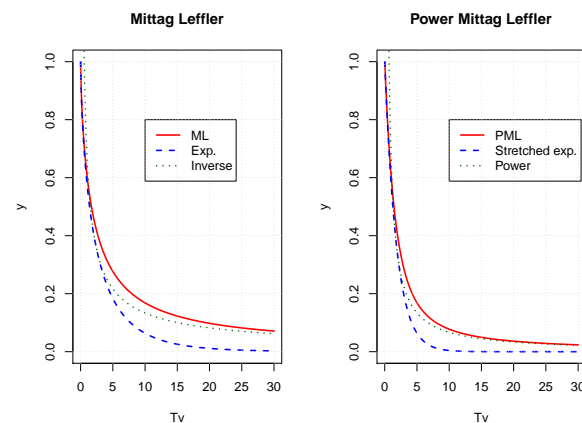 Mittag Leffler
ML
Exp.
Inverse
y
0.0 0.2 0.4 0.6 0.8 1.0
0 5 10 15 20 25 30
Tv
Power Mittag Leffler
PML
Stretched exp.
Power
y
0.0 0.2 0.4 0.6 0.8 1.0
0 5 10 15 20 25 30
Tv